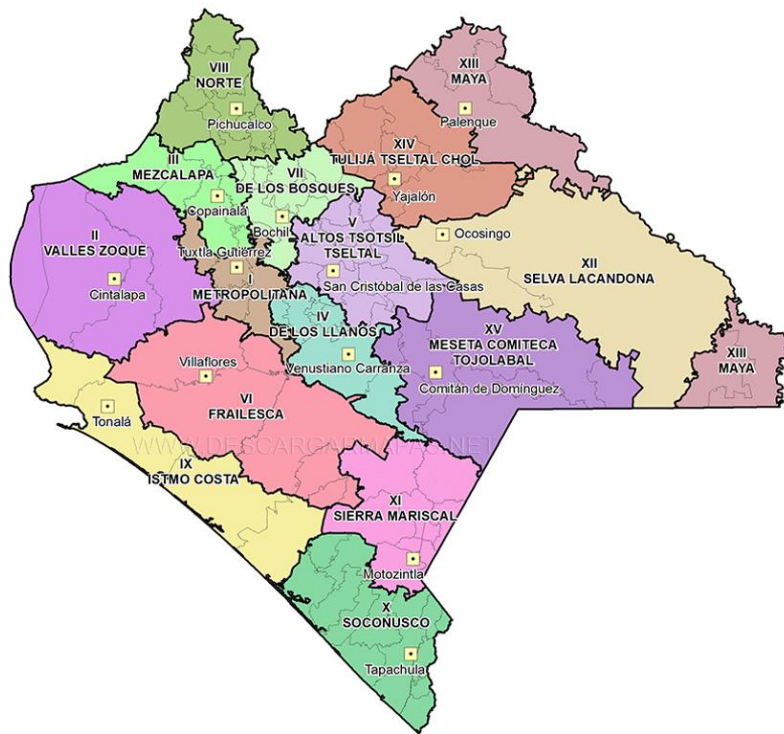 VIII
NORTE
Pichucalco
XIII
MAYA
Palenque
XIV
TULIJÁ TSELTAL CHOL
Yajalón
III
MEZCALAPA
Copainalá
VII
DE LOS BOSQUES
Bochil
V
ALTOS TSOTSIL
TSELTAL
San Cristóbal de las Casas
Ocosingo
XII
SELVA LACANDONA
II
VALLES ZOQUE
Cintalapa
Tuxtla Gutiérrez
I
METROPOLITANA
IV
DE LOS LLANOS
Venustiano Carranza
XV
MESETA COMITECA
TOJOLABAL
Comitán de Domínguez
XIII
MAYA
Villaflores
VI
FRAILESCA
Tonalá
WWW.DESCARGARMAPAS.NET
IX
ISTMO COSTA
XI
SIERRA MARISCAL
Motozintla
X
SOCONUSCO
Tapachula